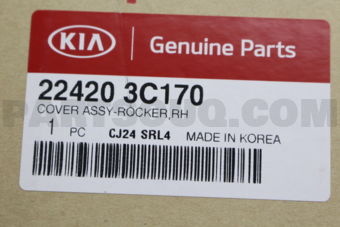 KIA Genuine Parts
22420 3C170
COVER ASSY-ROCKER,RH
1 PC CJ24 SRL4 MADE IN KOREA